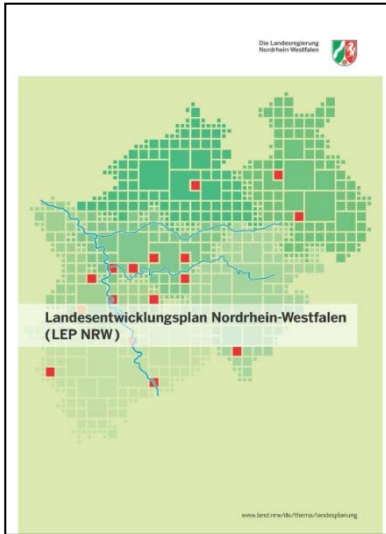 Die Landesregierung
Nordrhein-Westfalen
Landesentwicklungsplan Nordrhein-Westfalen
(LEP NRW)
www.land.nrw/de/thema/landesplanung